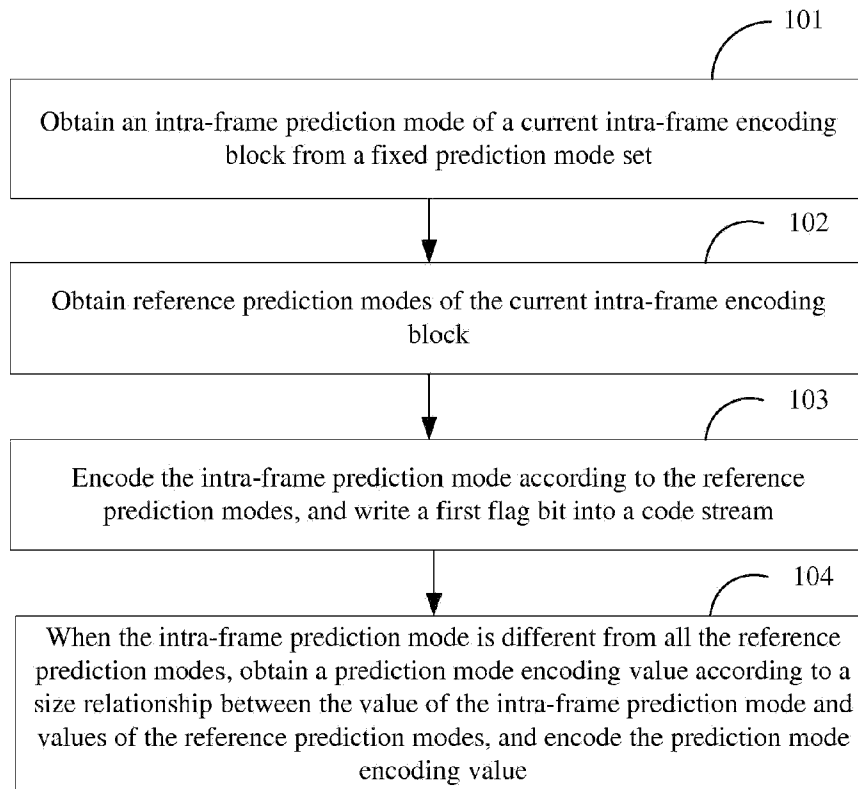 101
Obtain an intra-frame prediction mode of a current intra-frame encoding
block from a fixed prediction mode set
102
Obtain reference prediction modes of the current intra-frame encoding
block
103
Encode the intra-frame prediction mode according to the reference
prediction modes, and write a first flag bit into a code stream
104
When the intra-frame prediction mode is different from all the reference
prediction modes, obtain a prediction mode encoding value according to a
size relationship between the value of the intra-frame prediction mode and
values of the reference prediction modes, and encode the prediction mode
encoding value